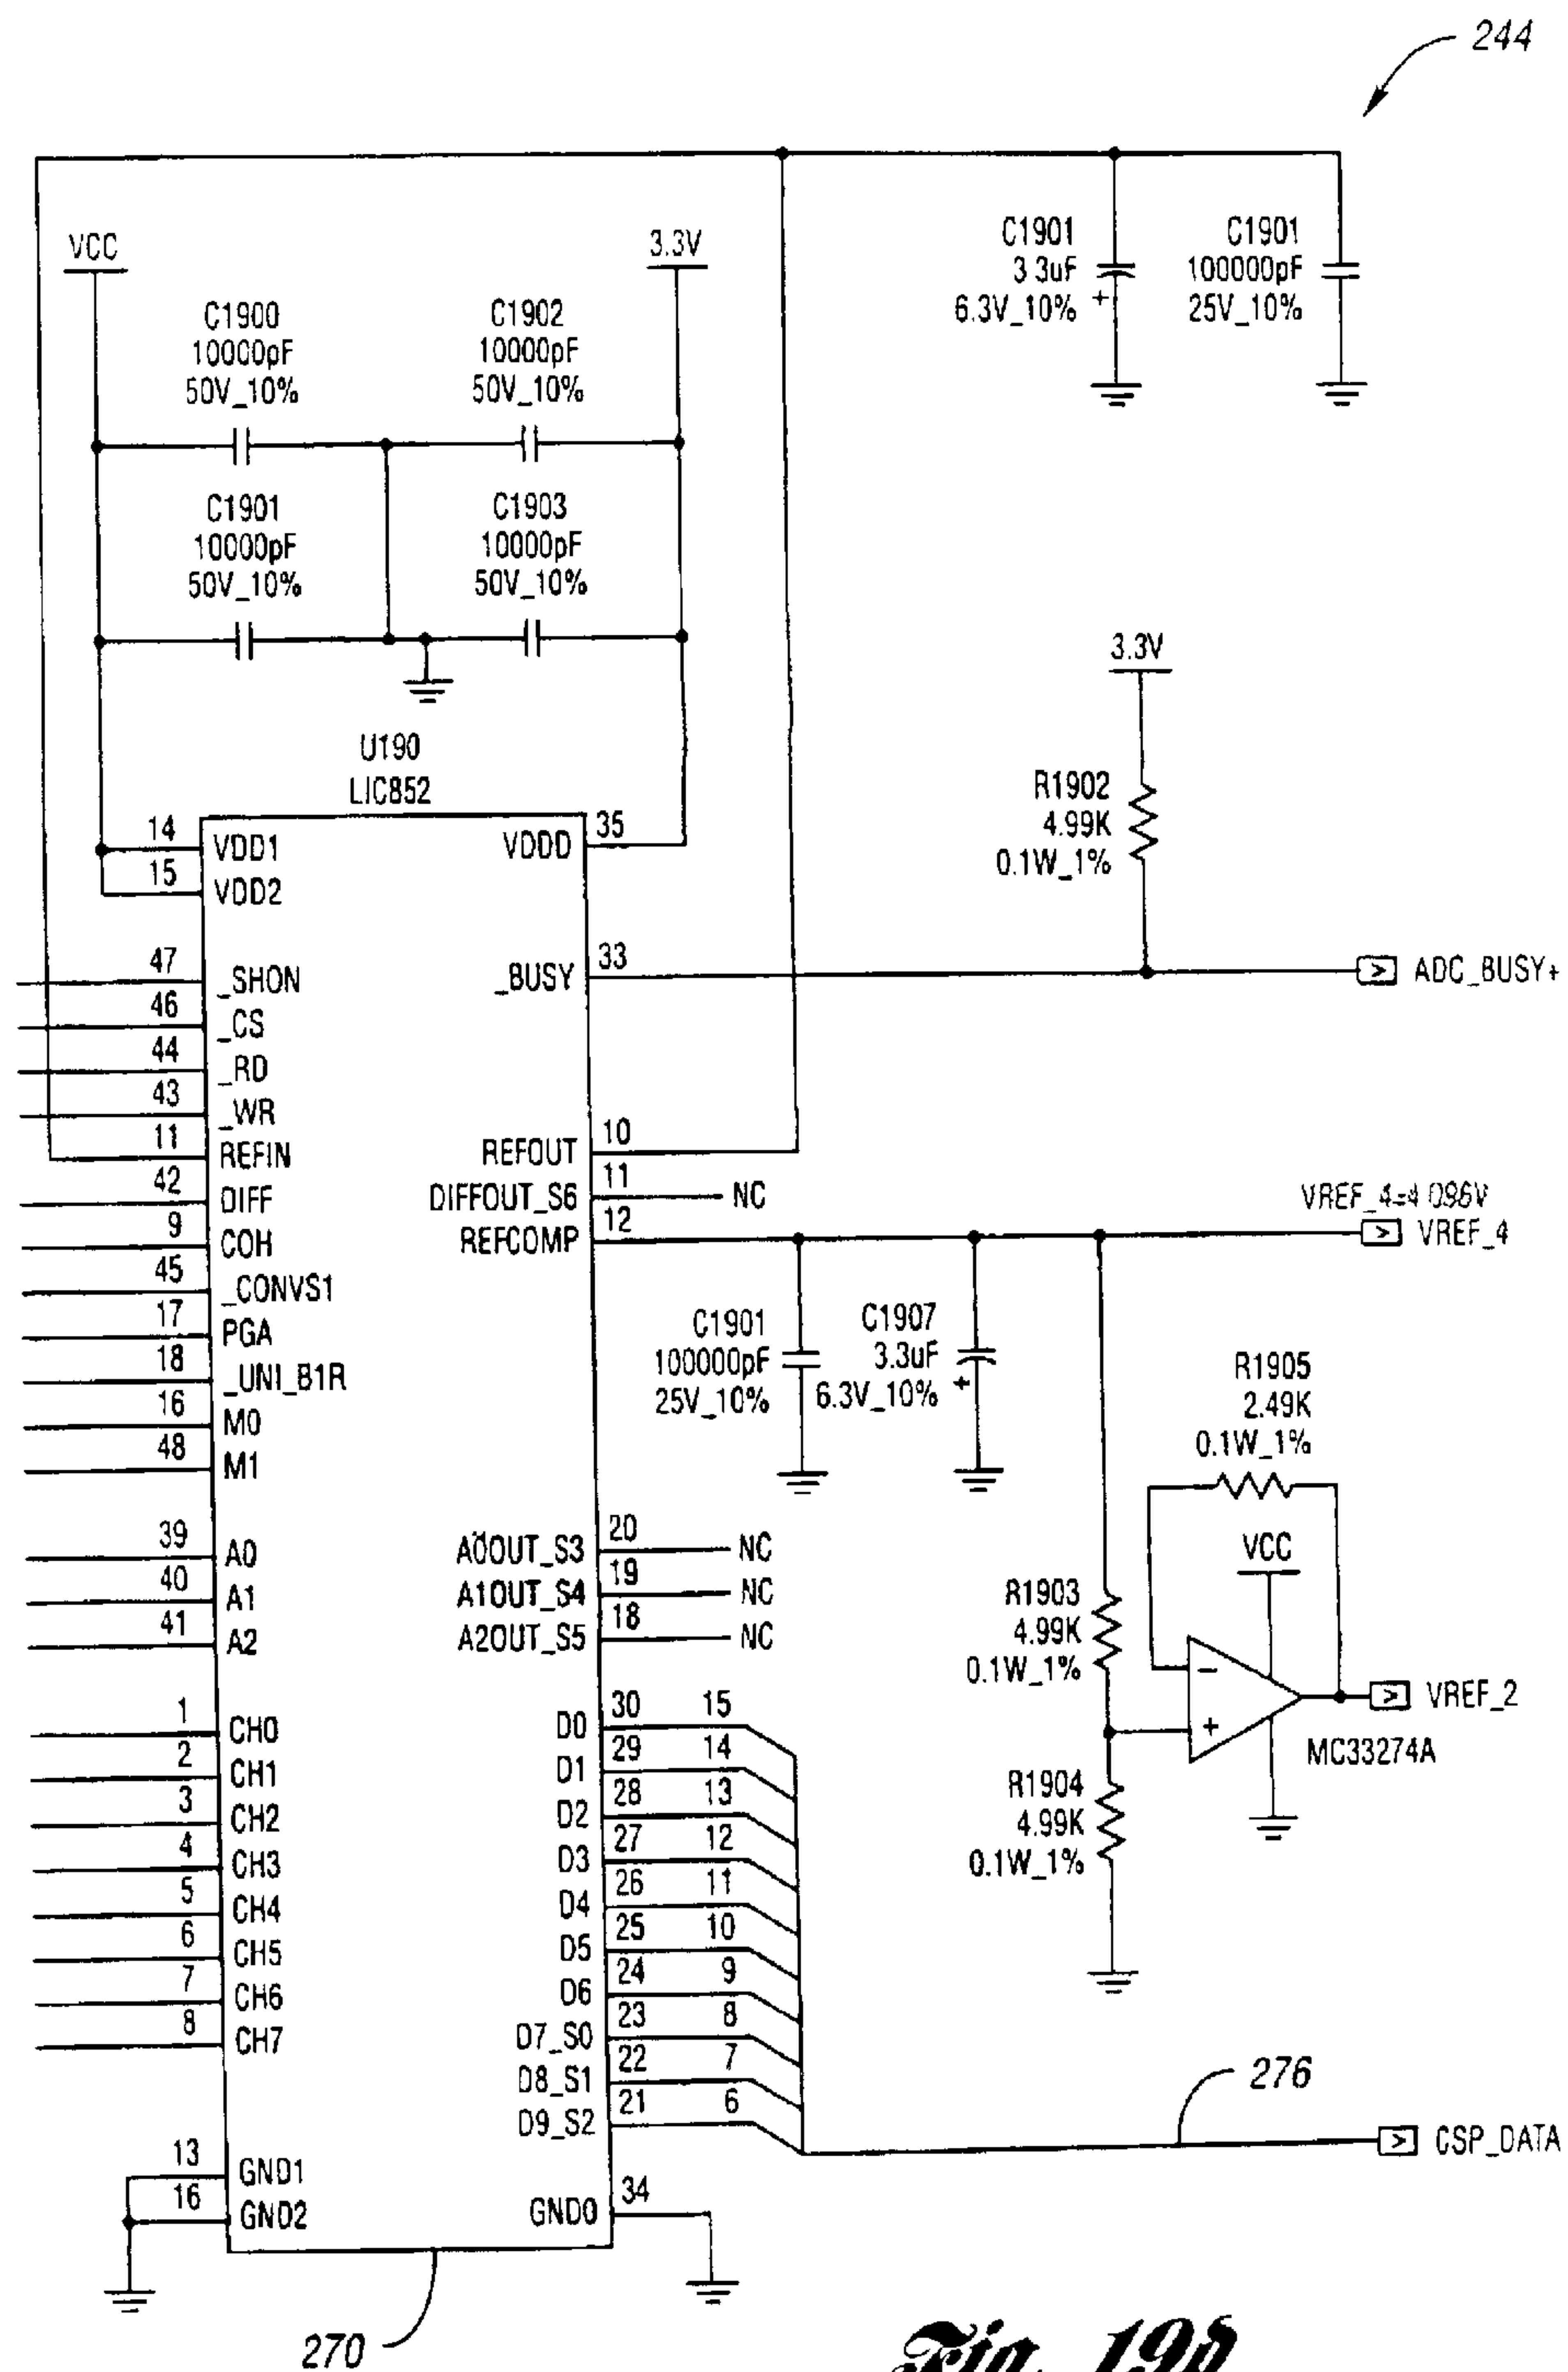 244
VCC
3.3V
C1901
3 3uF
6.3V_10%
+
C1901
100000pF
25V_10%
C1900
10000pF
50V_10%
C1902
10000pF
50V_10%
C1901
10000pF
50V_10%
C1903
10000pF
50V_10%
3.3V
R1902
4.99K
0.1W_1%
U190
LIC852
14 VDD1
15 VDD2
VDDD 35
47 _SHON
46 _CS
44 _RD
43 _WR
11 REFIN
42 DIFF
9 COH
45 _CONVS1
17 PGA
18 _UNI_B1R
16 M0
48 M1
39 A0
40 A1
41 A2
1 CH0
2 CH1
3 CH2
4 CH3
5 CH4
6 CH5
7 CH6
8 CH7
13 GND1
16 GND2
_BUSY 33
> ADC_BUSY+
REFOUT 10
DIFFOUT_S6 11 NC
REFCOMP 12
VREF_4=4 096V
> VREF_4
C1901
100000pF
25V_10%
C1907
3.3uF
6.3V_10%
+
R1905
2.49K
0.1W_1%
VCC
R1903
4.99K
0.1W_1%
−
+
> VREF_2
MC33274A
R1904
4.99K
0.1W_1%
A0OUT_S3 20 NC
A1OUT_S4 19 NC
A2OUT_S5 18 NC
D0 30 15
D1 29 14
D2 28 13
D3 27 12
D4 26 11
D5 25 10
D6 24 9
D7_S0 23 8
D8_S1 22 7
D9_S2 21 6
276
> CSP_DATA
GND0 34
270
Fig. 19